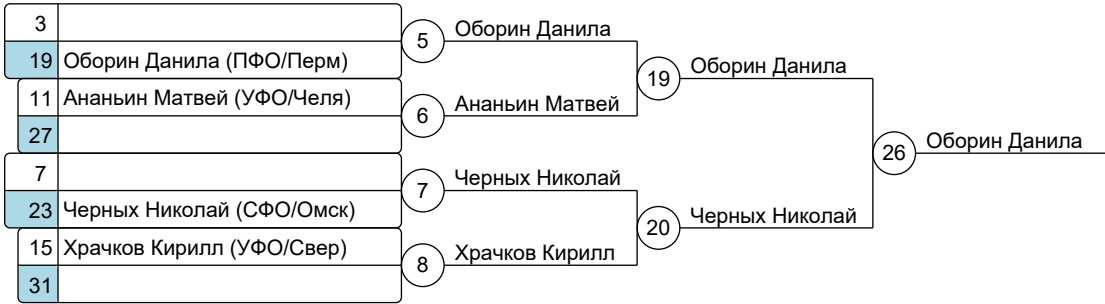 3
19 Оборин Данила (ПФО/Перм)
5 Оборин Данила
11 Ананьин Матвей (УФО/Челя)
27
6 Ананьин Матвей
19 Оборин Данила
7
23 Черных Николай (СФО/Омск)
7 Черных Николай
15 Храчков Кирилл (УФО/Свер)
31
8 Храчков Кирилл
20 Черных Николай
26 Оборин Данила